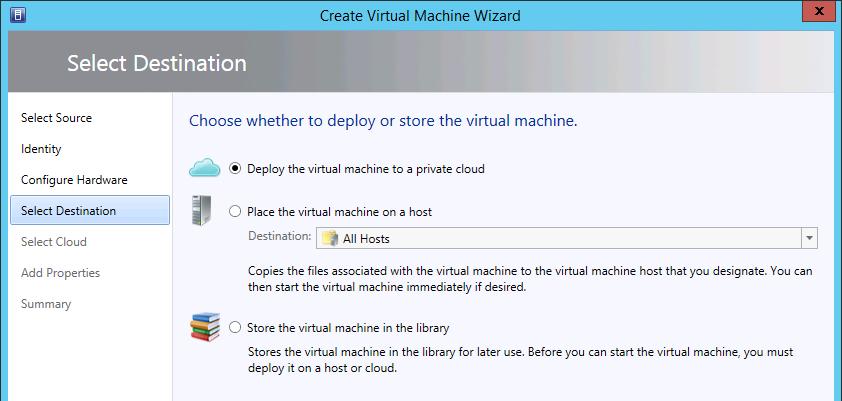 Create Virtual Machine Wizard
x
Select Destination
Select Source
Identity
Configure Hardware
Select Destination
Select Cloud
Add Properties
Summary
Choose whether to deploy or store the virtual machine.
Deploy the virtual machine to a private cloud
Place the virtual machine on a host
Destination: All Hosts
Copies the files associated with the virtual machine to the virtual machine host that you designate. You can
then start the virtual machine immediately if desired.
Store the virtual machine in the library
Stores the virtual machine in the library for later use. Before you can start the virtual machine, you must
deploy it on a host or cloud.